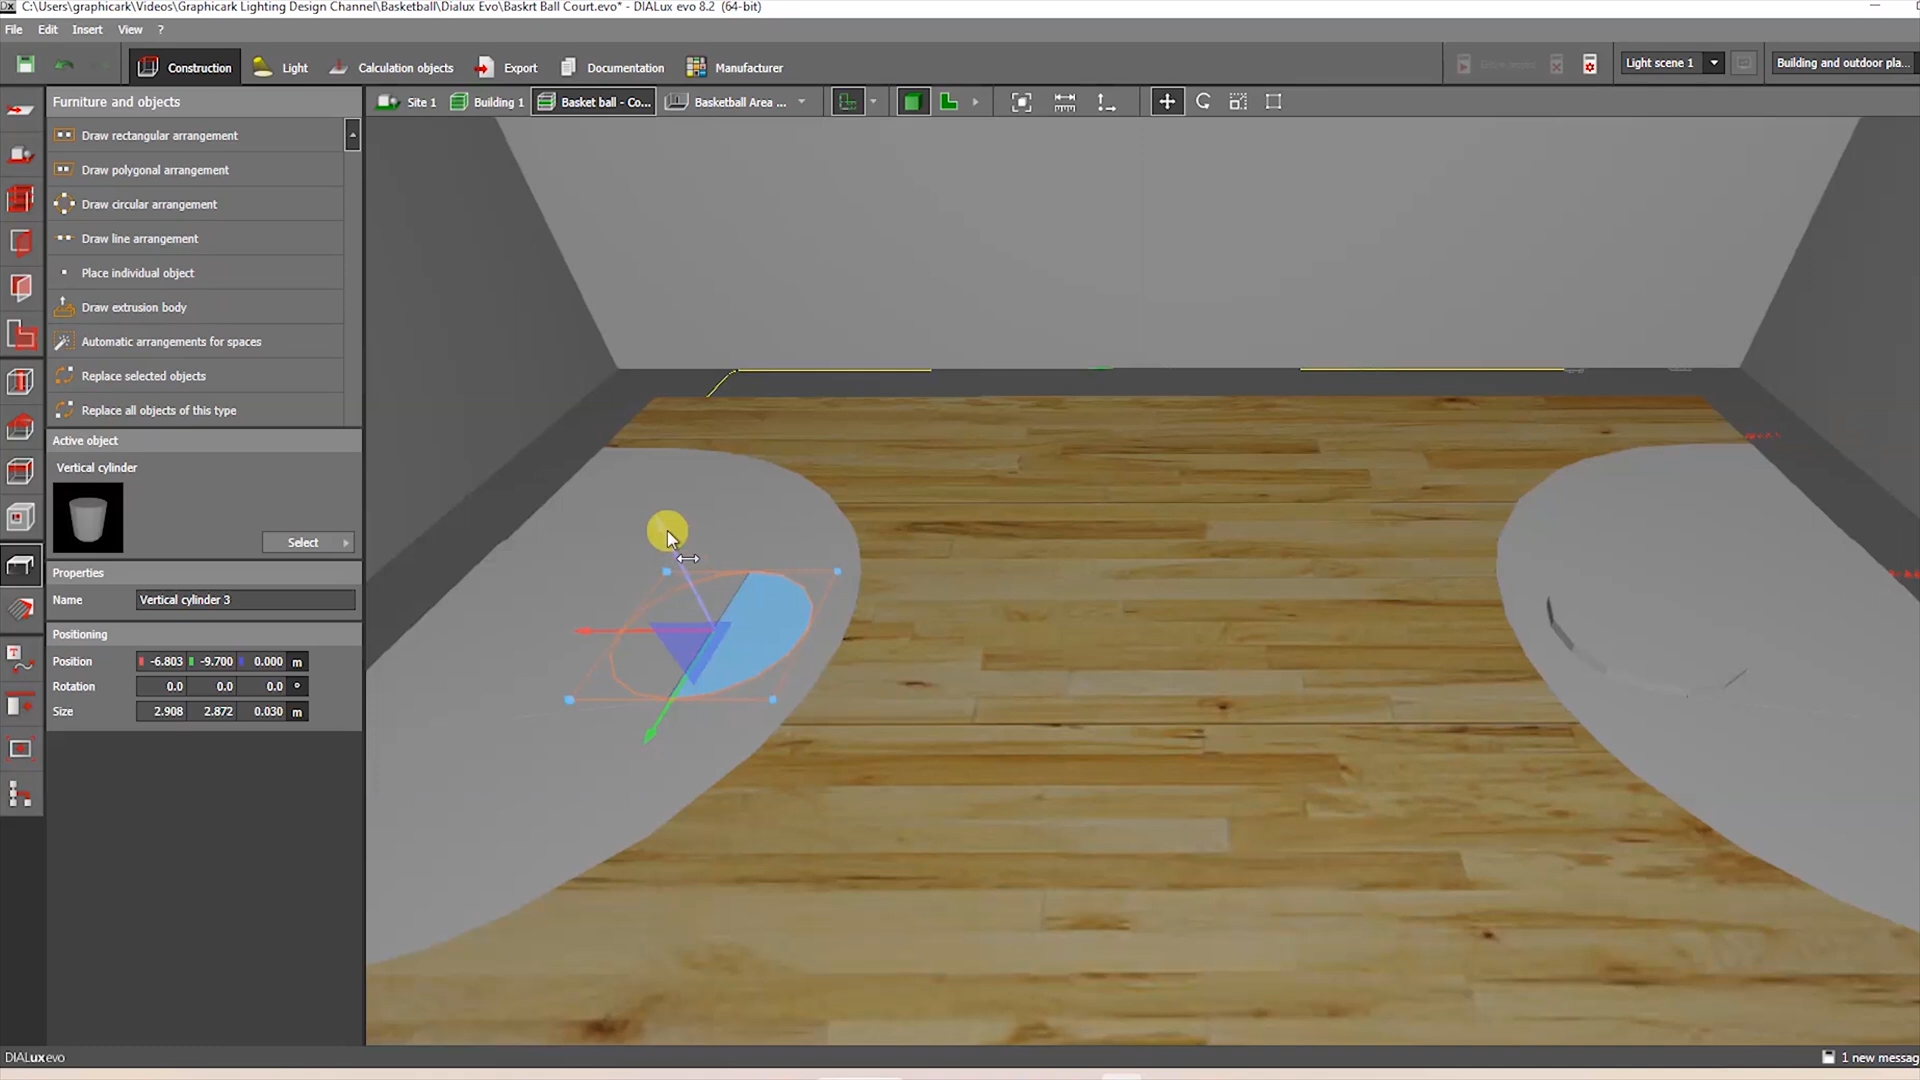 Dx C:\Users\graphicark\Videos\Graphicark Lighting Design Channel\Basketball\Dialux Evo\Baskrt Ball Court.evo* - DIALux evo 8.2 (64-bit)
File Edit Insert View ?
Construction Light Calculation objects Export Documentation Manufacturer Light scene 1 Building and outdoor pla...
Furniture and objects Site 1 Building 1 Basket ball - Co... Basketball Area ...
Draw rectangular arrangement
Draw polygonal arrangement
Draw circular arrangement
Draw line arrangement
Place individual object
Draw extrusion body
Automatic arrangements for spaces
Replace selected objects
Replace all objects of this type
Active object
Vertical cylinder
Select
Properties
Name Vertical cylinder 3
Positioning
Position -6.803 -9.700 0.000 m
Rotation 0.0 0.0 0.0 °
Size 2.908 2.872 0.030 m
DIALux evo 1 new messag